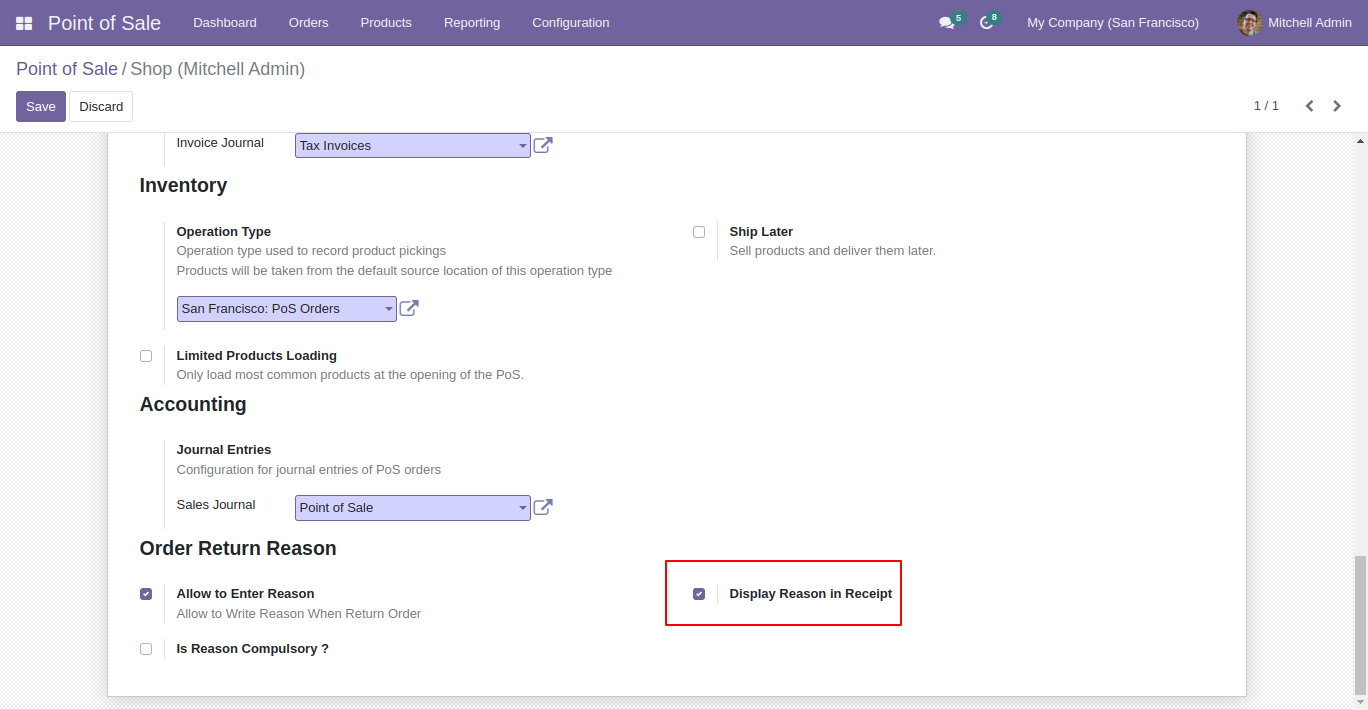 Point of Sale Dashboard Orders Products Reporting Configuration 5 8 My Company (San Francisco) Mitchell Admin
Point of Sale / Shop (Mitchell Admin)
Save Discard 1 / 1
Invoice Journal Tax Invoices
Inventory
Operation Type Ship Later
Operation type used to record product pickings Sell products and deliver them later.
Products will be taken from the default source location of this operation type
San Francisco: PoS Orders
Limited Products Loading
Only load most common products at the opening of the PoS.
Accounting
Journal Entries
Configuration for journal entries of PoS orders
Sales Journal Point of Sale
Order Return Reason
Allow to Enter Reason Display Reason in Receipt
Allow to Write Reason When Return Order
Is Reason Compulsory ?